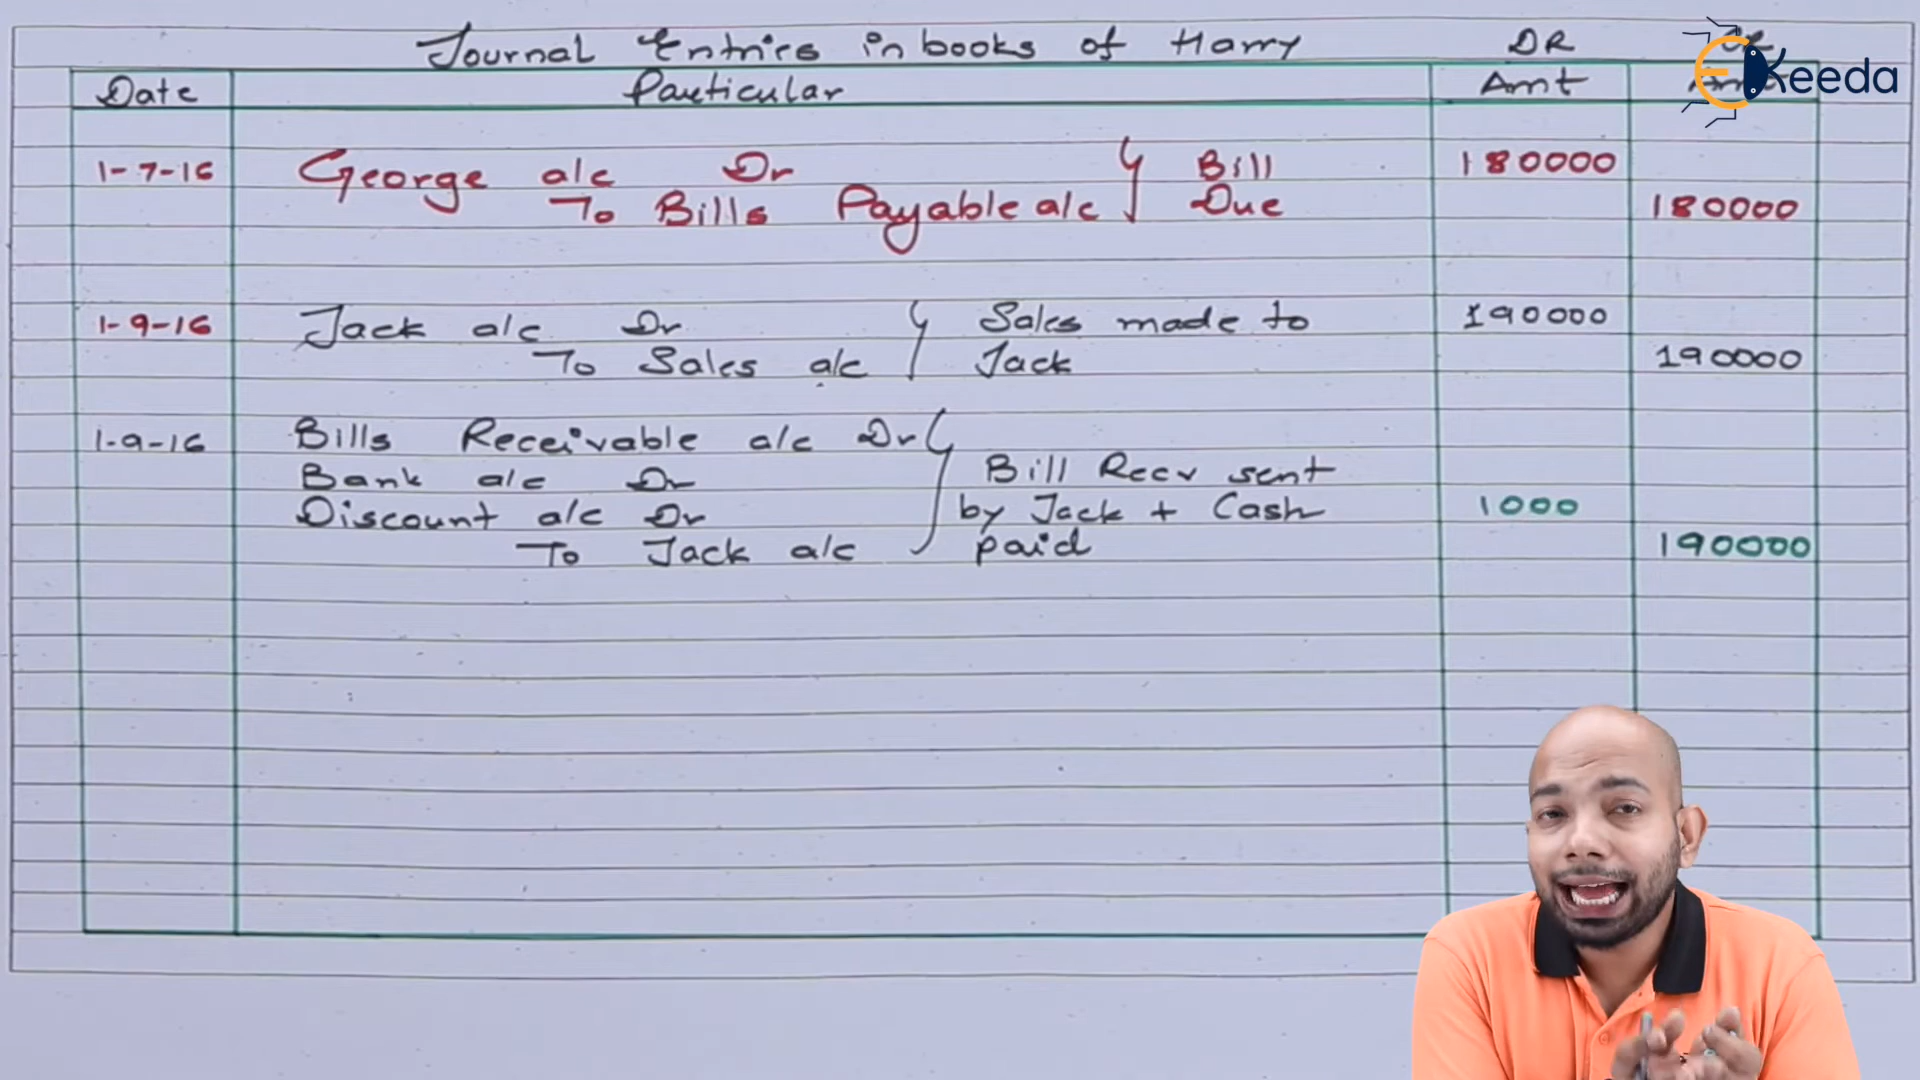 Journal Entries in books of Harry DR CR
Date Particular Amt
EKeeda
1-7-16 George a/c Dr Bill 180000
To Bills Payable a/c Due 180000
1-9-16 Jack a/c Dr Sales made to 190000
To Sales a/c Jack 190000
1-9-16 Bills Receivable a/c Dr
Bank a/c Dr Bill Recv sent
Discount a/c Dr by Jack + Cash 1000
To Jack a/c paid 190000